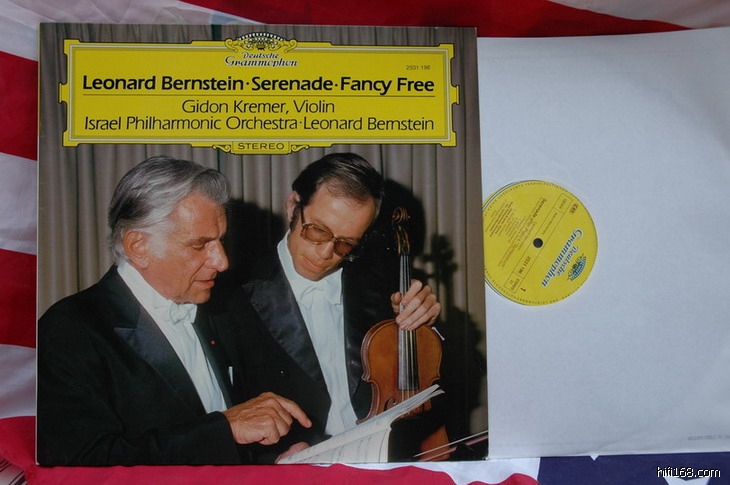 Deutsche
Grammophon
2531 196
Leonard Bernstein·Serenade·Fancy Free
Gidon Kremer, Violin
Israel Philharmonic Orchestra·Leonard Bernstein
STEREO
Deutsche
Grammophon
hifi168.com